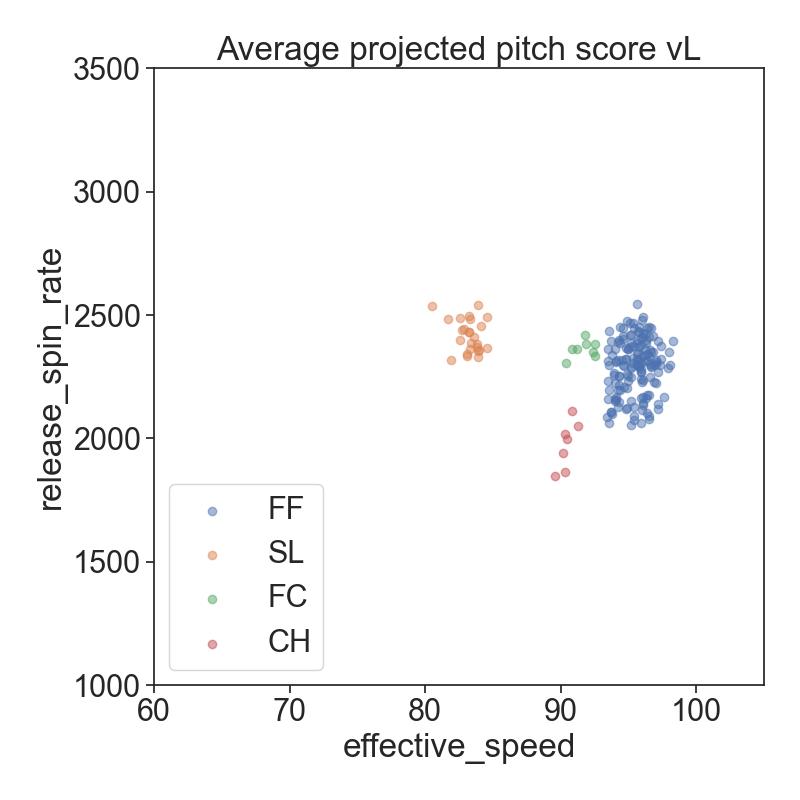 Average projected pitch score vL
3500
3000
2500
2000
1500
1000
release_spin_rate
FF
SL
FC
CH
60 70 80 90 100
effective_speed